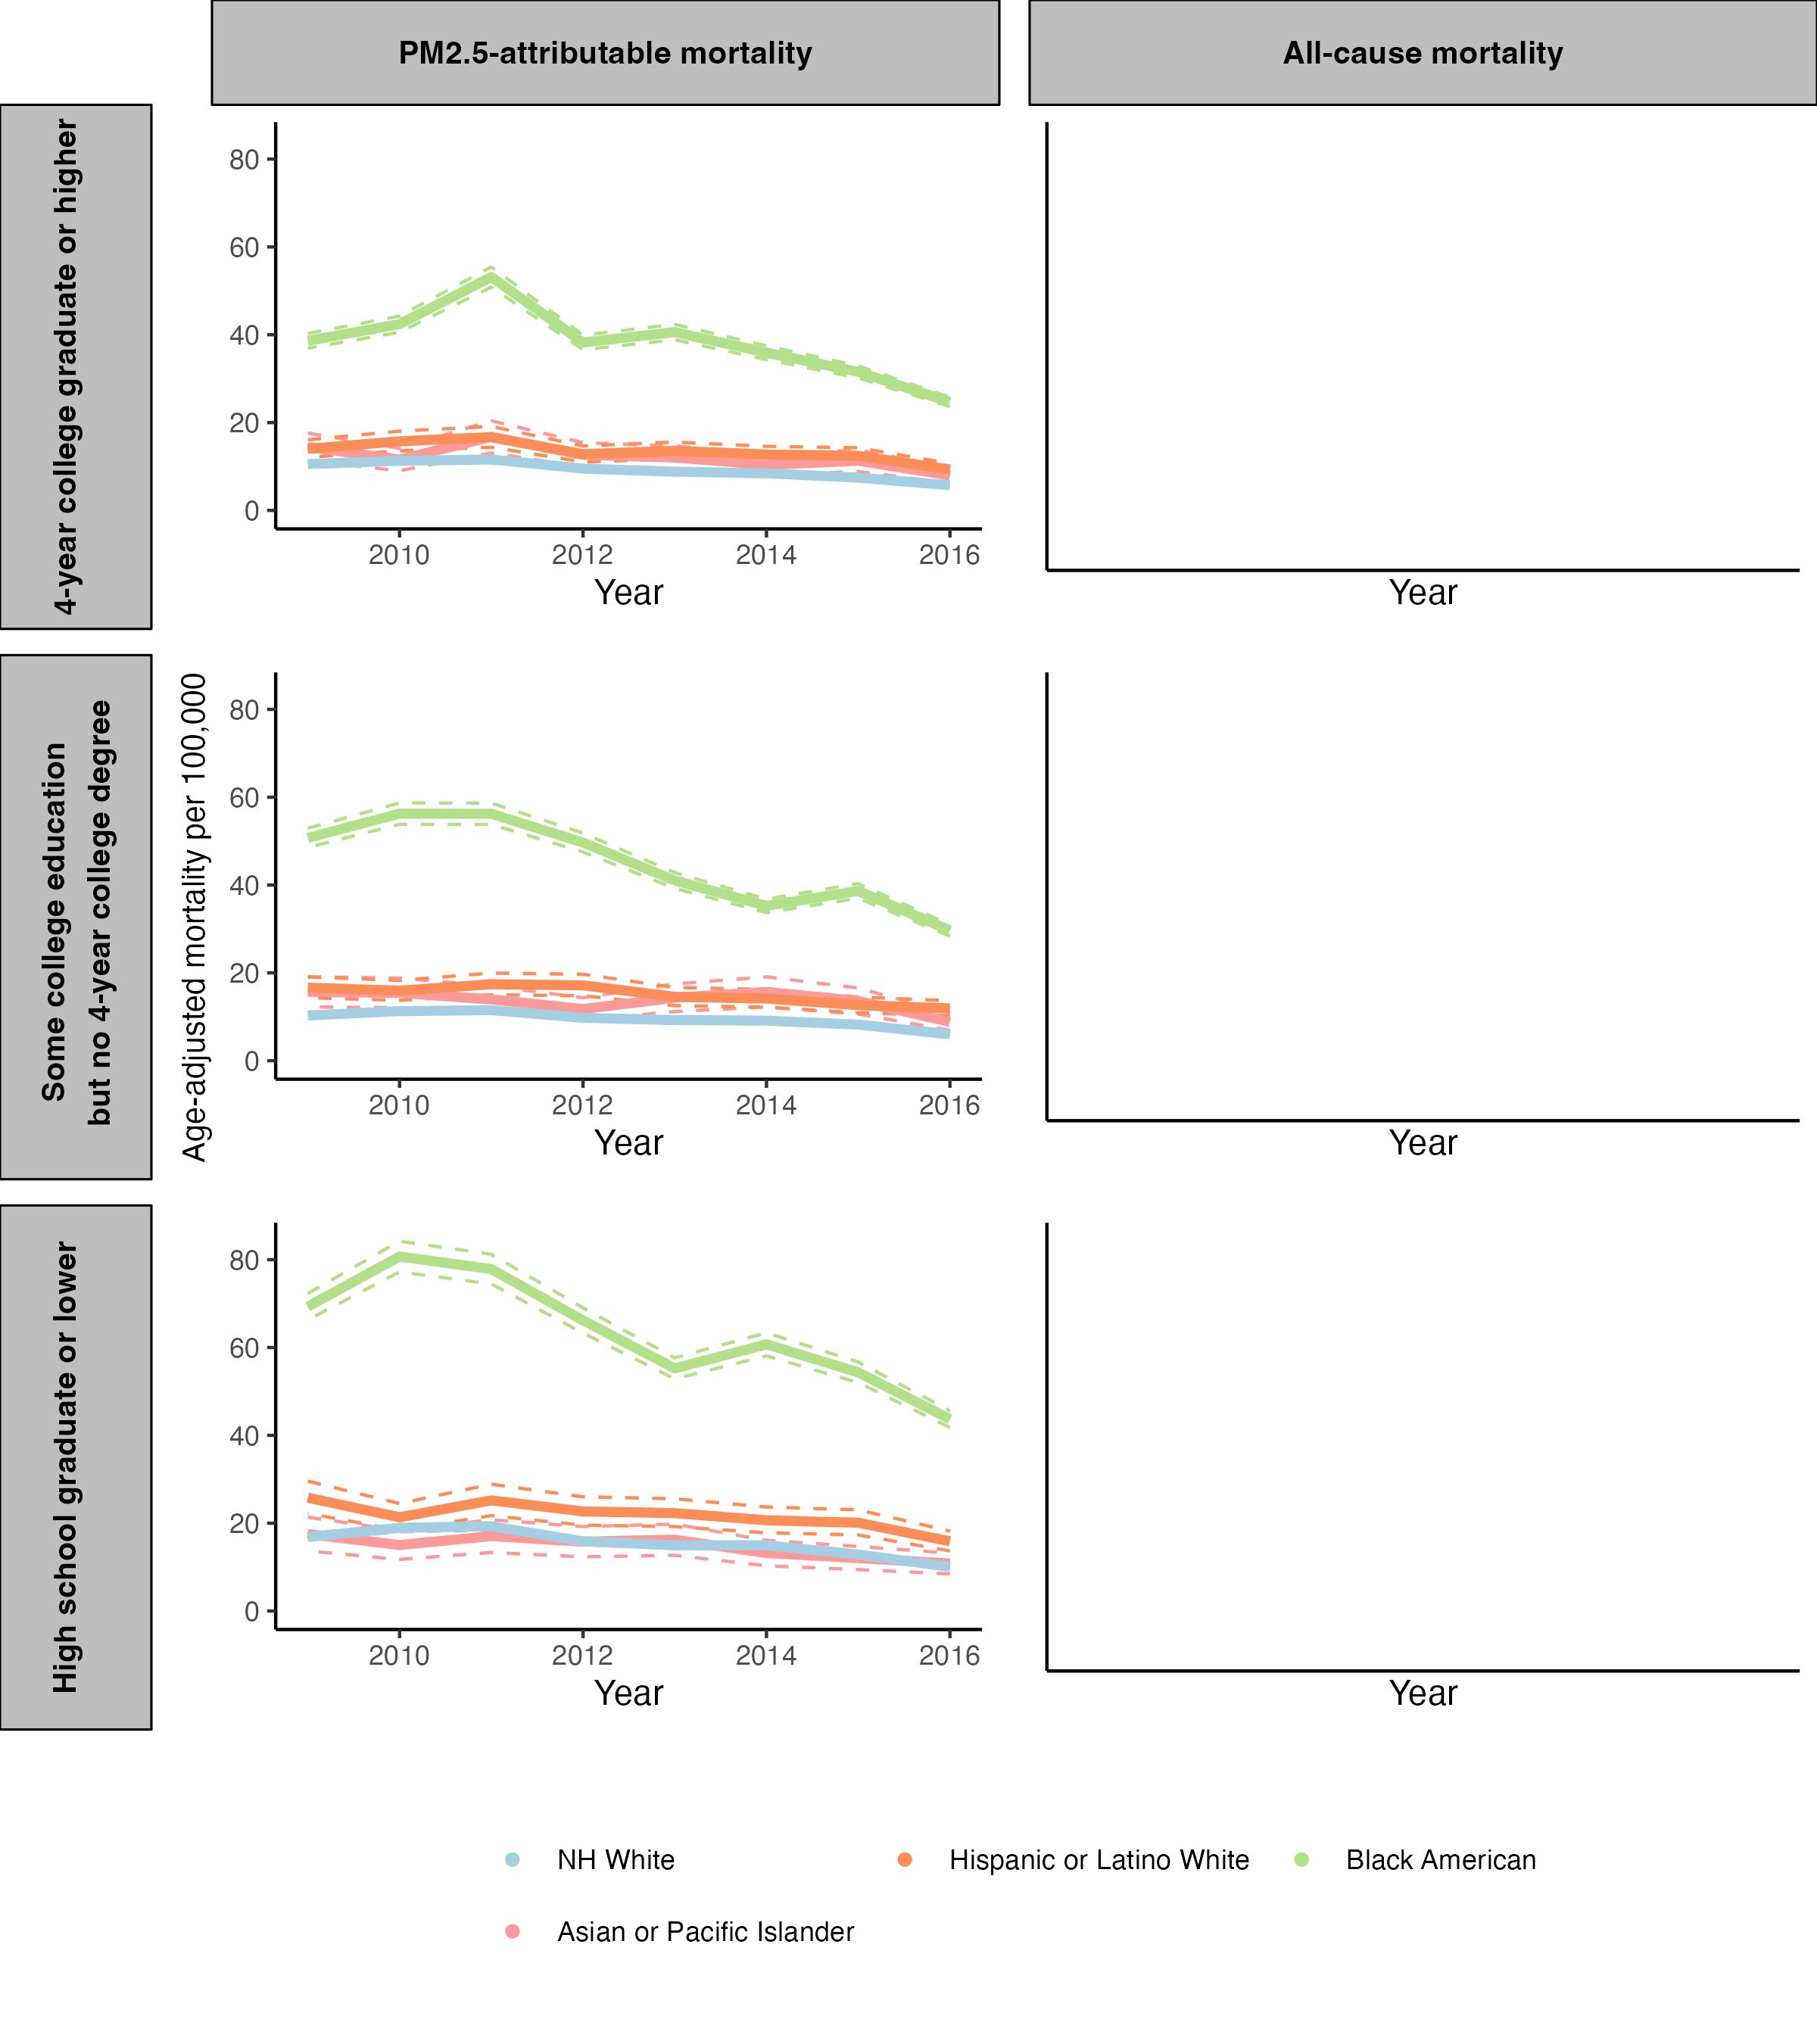 PM2.5-attributable mortality
All-cause mortality
4-year college graduate or higher
80
60
40
20
0
2010
2012
2014
2016
Year
Year
Some college education
but no 4-year college degree
Age-adjusted mortality per 100,000
80
60
40
20
0
2010
2012
2014
2016
Year
Year
High school graduate or lower
80
60
40
20
0
2010
2012
2014
2016
Year
Year
NH White
Hispanic or Latino White
Black American
Asian or Pacific Islander